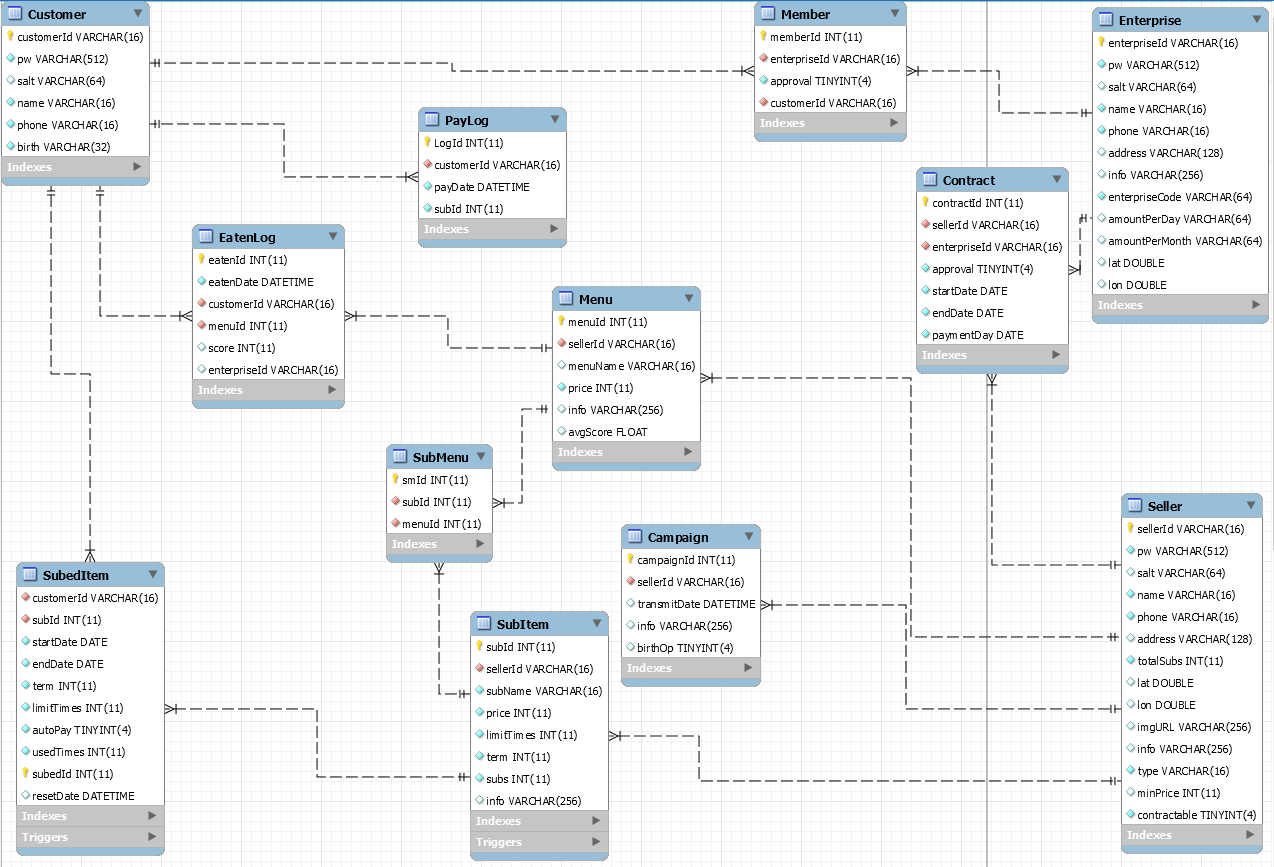 Customer
customerId VARCHAR(16)
pw VARCHAR(512)
salt VARCHAR(64)
name VARCHAR(16)
phone VARCHAR(16)
birth VARCHAR(32)
Indexes
Member
memberId INT(11)
enterpriseId VARCHAR(16)
approval TINYINT(4)
customerId VARCHAR(16)
Indexes
Enterprise
enterpriseId VARCHAR(16)
pw VARCHAR(512)
salt VARCHAR(64)
name VARCHAR(16)
phone VARCHAR(16)
address VARCHAR(128)
info VARCHAR(256)
enterpriseCode VARCHAR(64)
amountPerDay VARCHAR(64)
amountPerMonth VARCHAR(64)
lat DOUBLE
lon DOUBLE
Indexes
PayLog
LogId INT(11)
customerId VARCHAR(16)
payDate DATETIME
subId INT(11)
Indexes
Contract
contractId INT(11)
sellerId VARCHAR(16)
enterpriseId VARCHAR(16)
approval TINYINT(4)
startDate DATE
endDate DATE
paymentDay DATE
Indexes
EatenLog
eatenId INT(11)
eatenDate DATETIME
customerId VARCHAR(16)
menuId INT(11)
score INT(11)
enterpriseId VARCHAR(16)
Indexes
Menu
menuId INT(11)
sellerId VARCHAR(16)
menuName VARCHAR(16)
price INT(11)
info VARCHAR(256)
avgScore FLOAT
Indexes
SubMenu
smId INT(11)
subId INT(11)
menuId INT(11)
Indexes
Campaign
campaignId INT(11)
sellerId VARCHAR(16)
transmitDate DATETIME
info VARCHAR(256)
birthOp TINYINT(4)
Indexes
Seller
sellerId VARCHAR(16)
pw VARCHAR(512)
salt VARCHAR(64)
name VARCHAR(16)
phone VARCHAR(16)
address VARCHAR(128)
totalSubs INT(11)
lat DOUBLE
lon DOUBLE
imgURL VARCHAR(256)
info VARCHAR(256)
type VARCHAR(16)
minPrice INT(11)
contractable TINYINT(4)
Indexes
SubedItem
customerId VARCHAR(16)
subId INT(11)
startDate DATE
endDate DATE
term INT(11)
limitTimes INT(11)
autoPay TINYINT(4)
usedTimes INT(11)
subedId INT(11)
resetDate DATETIME
Indexes
Triggers
SubItem
subId INT(11)
sellerId VARCHAR(16)
subName VARCHAR(16)
price INT(11)
limitTimes INT(11)
term INT(11)
subs INT(11)
info VARCHAR(256)
Indexes
Triggers